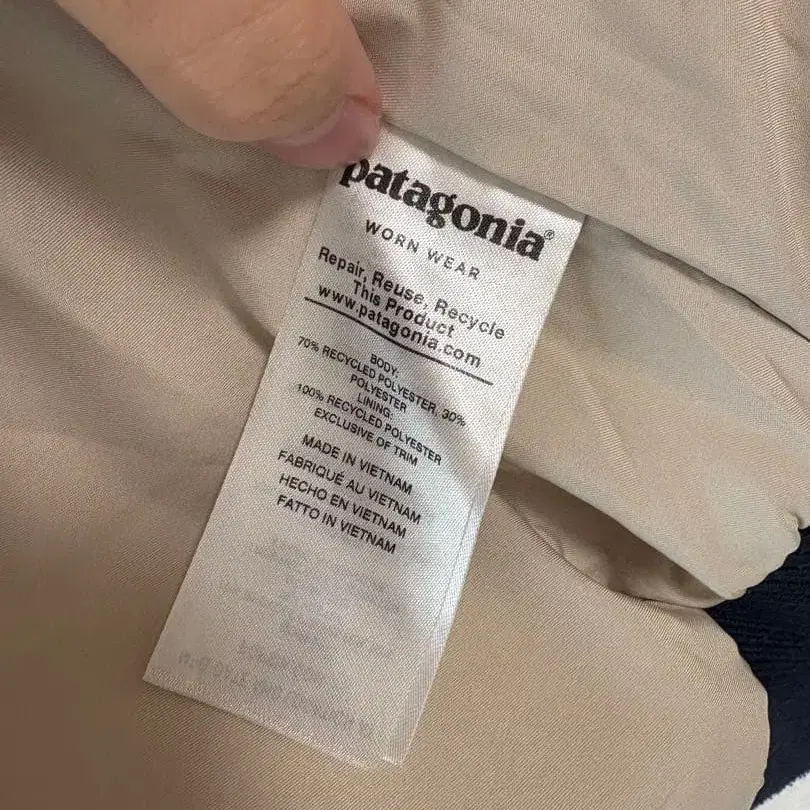 patagonia®
WORN WEAR
Repair, Reuse, Recycle
This Product
www.patagonia.com
BODY:
70% RECYCLED POLYESTER, 30%
POLYESTER
LINING:
100% RECYCLED POLYESTER
EXCLUSIVE OF TRIM
MADE IN VIETNAM
FABRIQUÉ AU VIETNAM
HECHO EN VIETNAM
FATTO IN VIETNAM